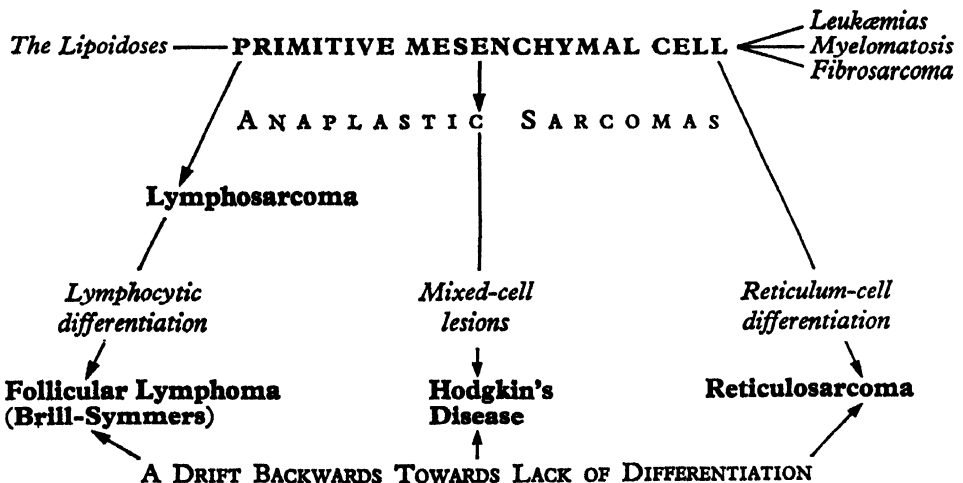 The Lipoidoses
PRIMITIVE MESENCHYMAL CELL
Leukæmias
Myelomatosis
Fibrosarcoma
ANAPLASTIC SARCOMAS
Lymphosarcoma
Lymphocytic
differentiation
Mixed-cell
lesions
Reticulum-cell
differentiation
Follicular Lymphoma
(Brill-Symmers)
Hodgkin's
Disease
Reticulosarcoma
A DRIFT BACKWARDS TOWARDS LACK OF DIFFERENTIATION